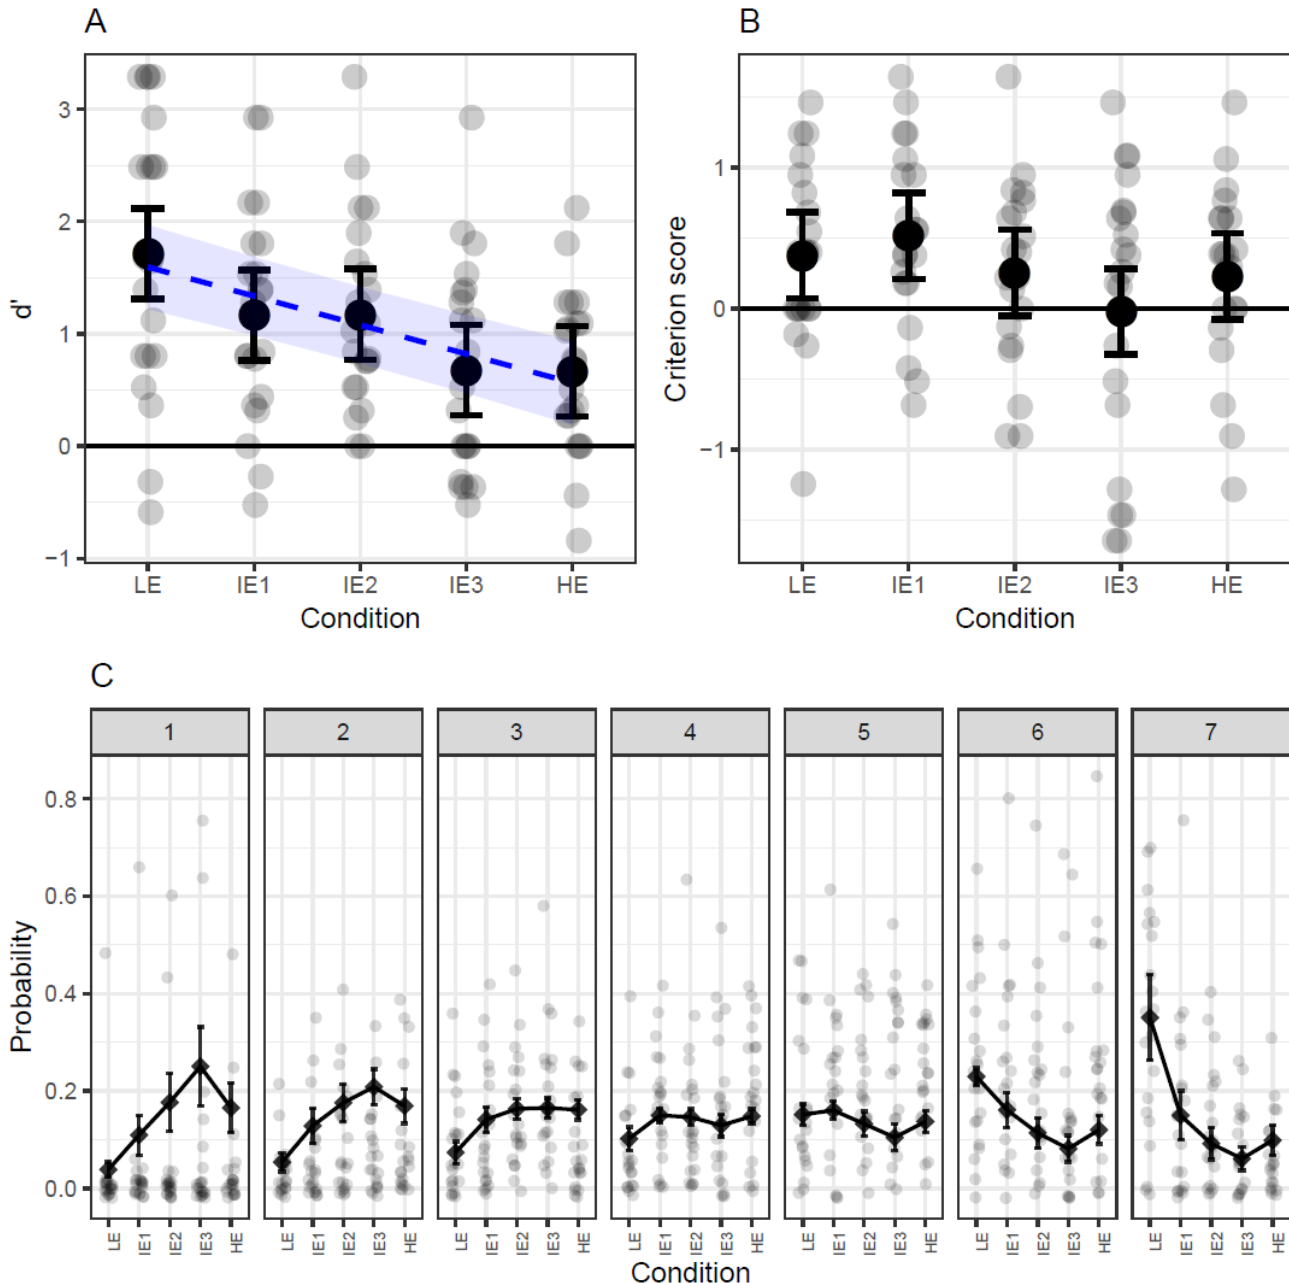 A
B
3
2
1
0
−1
d'
LE IE1 IE2 IE3 HE
Condition
1
0
−1
Criterion score
LE IE1 IE2 IE3 HE
Condition
C
1 2 3 4 5 6 7
0.8
0.6
0.4
0.2
0.0
Probability
LE IE1 IE2 IE3 HE LE IE1 IE2 IE3 HE LE IE1 IE2 IE3 HE LE IE1 IE2 IE3 HE LE IE1 IE2 IE3 HE LE IE1 IE2 IE3 HE LE IE1 IE2 IE3 HE
Condition